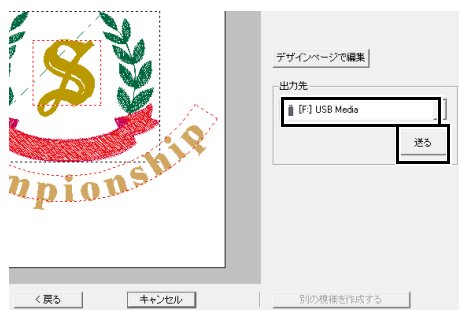 S
mpionship
デザインページで編集
出力先
[F:] USB Media
送る
< 戻る
キャンセル
別の模様を作成する